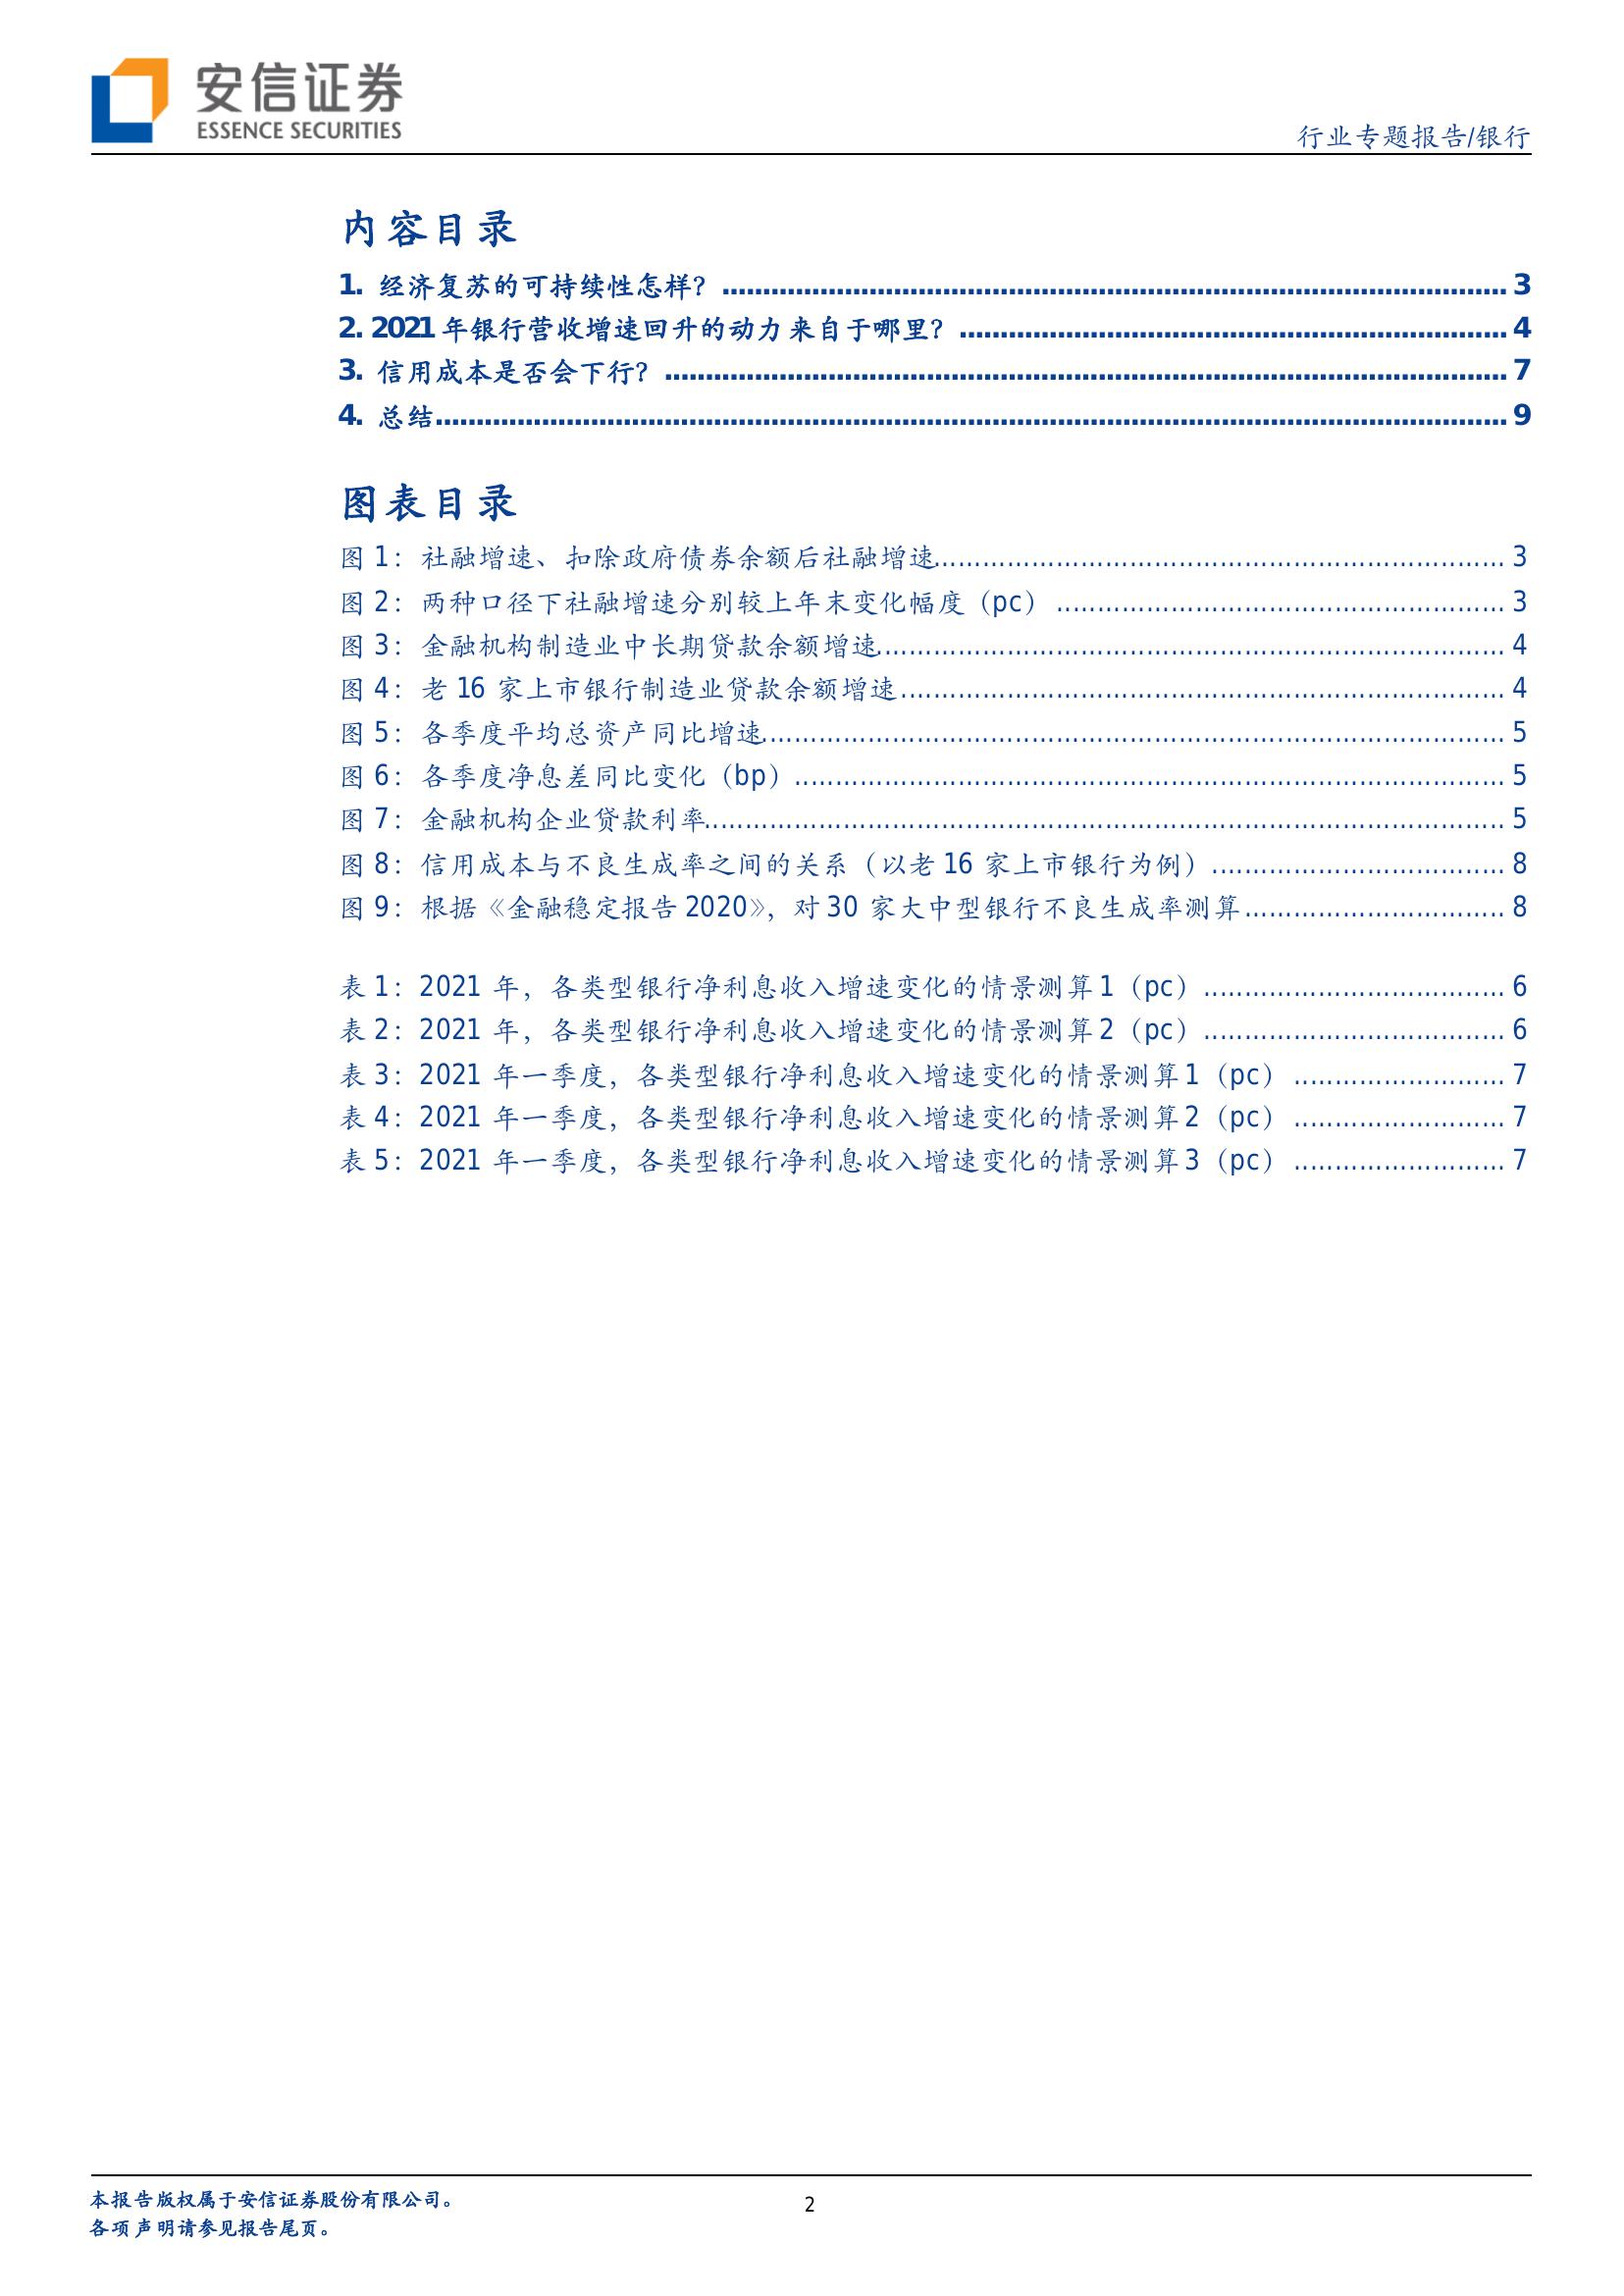 安信证券
ESSENCE SECURITIES
行业专题报告/银行
内容目录
1. 经济复苏的可持续性怎样？ ........ 3
2. 2021 年银行营收增速回升的动力来自于哪里？ ........ 4
3. 信用成本是否会下行？ ........ 7
4. 总结 ........ 9
图表目录
图 1：社融增速、扣除政府债券余额后社融增速 ........ 3
图 2：两种口径下社融增速分别较上年末变化幅度（pc） ........ 3
图 3：金融机构制造业中长期贷款余额增速 ........ 4
图 4：老 16 家上市银行制造业贷款余额增速 ........ 4
图 5：各季度平均总资产同比增速 ........ 5
图 6：各季度净息差同比变化（bp） ........ 5
图 7：金融机构企业贷款利率 ........ 5
图 8：信用成本与不良生成率之间的关系（以老 16 家上市银行为例） ........ 8
图 9：根据《金融稳定报告 2020》，对 30 家大中型银行不良生成率测算 ........ 8
表 1：2021 年，各类型银行净利息收入增速变化的情景测算 1（pc） ........ 6
表 2：2021 年，各类型银行净利息收入增速变化的情景测算 2（pc） ........ 6
表 3：2021 年一季度，各类型银行净利息收入增速变化的情景测算 1（pc） ........ 7
表 4：2021 年一季度，各类型银行净利息收入增速变化的情景测算 2（pc） ........ 7
表 5：2021 年一季度，各类型银行净利息收入增速变化的情景测算 3（pc） ........ 7
本报告版权属于安信证券股份有限公司。
2
各项声明请参见报告尾页。